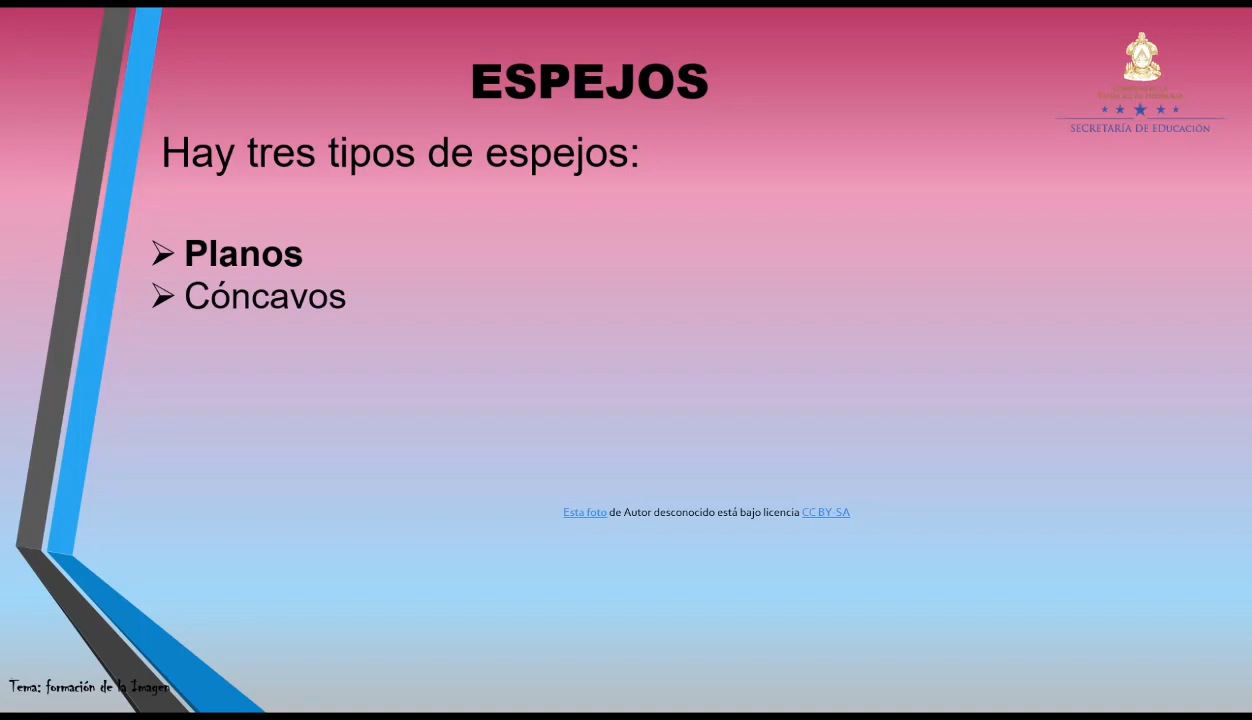 ESPEJOS
Hay tres tipos de espejos:
➢ Planos
➢ Cóncavos
SECRETARÍA DE EDUCACIÓN
Esta foto de Autor desconocido está bajo licencia CC BY-SA
Tema: formación de la Imagen